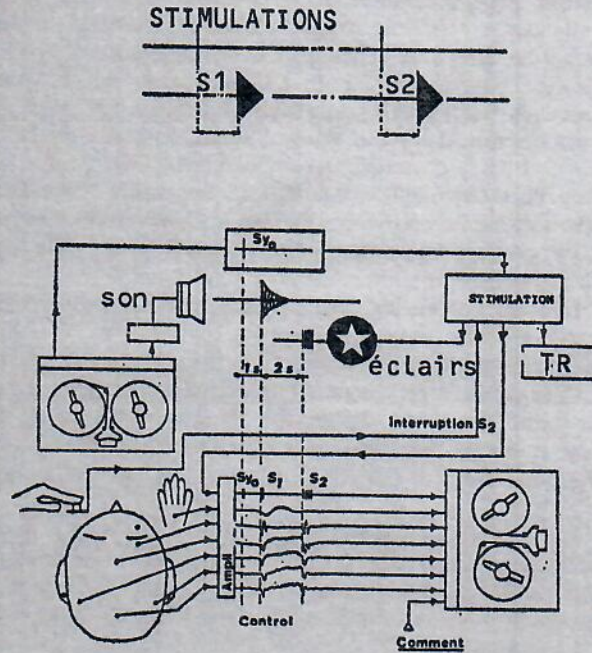 STIMULATIONS
S1
S2
Sy₀
son
STIMULATION
éclairs
TR
1s
2s
Interruption S₂
Sy₀
S₁
S₂
Ampli
Control
Comment